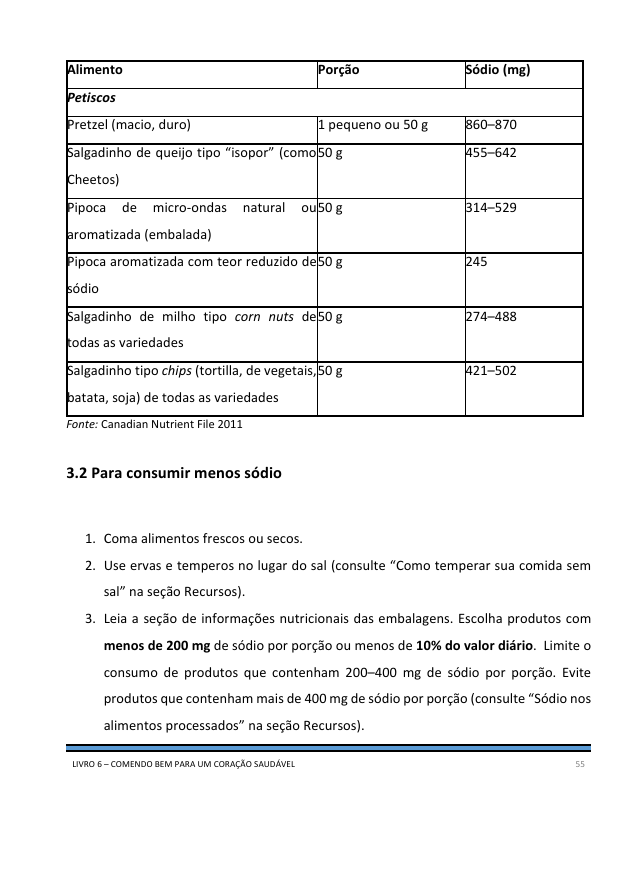 Alimento Porção Sódio (mg)
Petiscos
Pretzel (macio, duro) 1 pequeno ou 50 g 860–870
Salgadinho de queijo tipo “isopor” (como 50 g 455–642
Cheetos)
Pipoca de micro-ondas natural ou 50 g 314–529
aromatizada (embalada)
Pipoca aromatizada com teor reduzido de 50 g 245
sódio
Salgadinho de milho tipo corn nuts de 50 g 274–488
todas as variedades
Salgadinho tipo chips (tortilla, de vegetais, 50 g 421–502
batata, soja) de todas as variedades
Fonte: Canadian Nutrient File 2011
3.2 Para consumir menos sódio
1. Coma alimentos frescos ou secos.
2. Use ervas e temperos no lugar do sal (consulte “Como temperar sua comida sem
sal” na seção Recursos).
3. Leia a seção de informações nutricionais das embalagens. Escolha produtos com
menos de 200 mg de sódio por porção ou menos de 10% do valor diário. Limite o
consumo de produtos que contenham 200–400 mg de sódio por porção. Evite
produtos que contenham mais de 400 mg de sódio por porção (consulte “Sódio nos
alimentos processados” na seção Recursos).
LIVRO 6 – COMENDO BEM PARA UM CORAÇÃO SAUDÁVEL 55